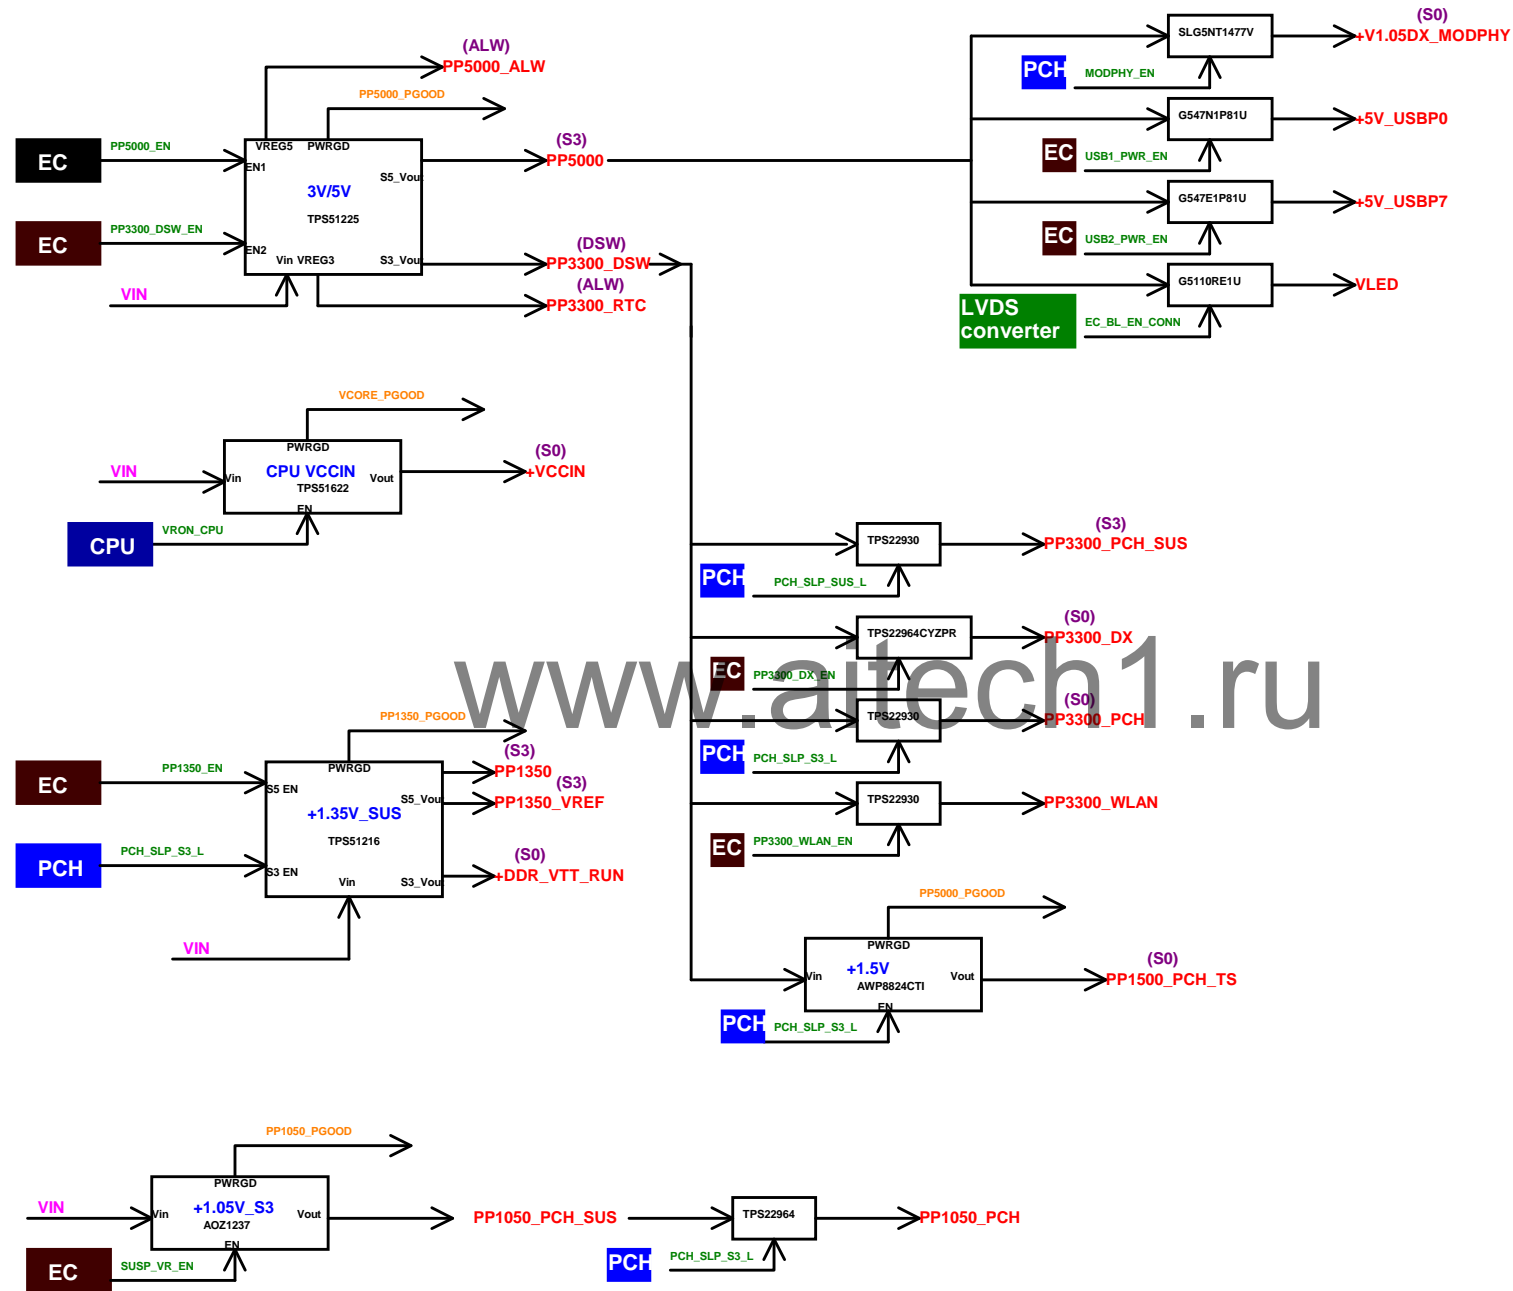 (ALW)
PP5000_ALW
PP5000_PGOOD
EC
PP5000_EN
VREG5 PWRGD
EN1
S5_Vout
3V/5V
TPS51225
(S3)
PP5000
EC
PP3300_DSW_EN
EN2
Vin VREG3
S3_Vout
(DSW)
PP3300_DSW
(ALW)
PP3300_RTC
VIN
SLG5NT1477V
(S0)
+V1.05DX_MODPHY
PCH
MODPHY_EN
G547N1P81U
+5V_USBP0
EC
USB1_PWR_EN
G547E1P81U
+5V_USBP7
EC
USB2_PWR_EN
G5110RE1U
VLED
LVDS
converter
EC_BL_EN_CONN
VCORE_PGOOD
PWRGD
VIN
Vin
CPU VCCIN
TPS51622
Vout
EN
(S0)
+VCCIN
CPU
VRON_CPU
TPS22930
(S3)
PP3300_PCH_SUS
PCH
PCH_SLP_SUS_L
TPS22964CYZPR
(S0)
PP3300_DX
EC
PP3300_DX_EN
www.aitech1.ru
TPS22930
(S0)
PP3300_PCH
PCH
PCH_SLP_S3_L
TPS22930
PP3300_WLAN
EC
PP3300_WLAN_EN
PP1350_PGOOD
PWRGD
EC
PP1350_EN
S5 EN
S5_Vout
(S3)
PP1350
(S3)
PP1350_VREF
+1.35V_SUS
TPS51216
PCH
PCH_SLP_S3_L
S3 EN
Vin
S3_Vout
(S0)
+DDR_VTT_RUN
VIN
PP5000_PGOOD
PWRGD
Vin
+1.5V
AWP8824CTI
Vout
EN
(S0)
PP1500_PCH_TS
PCH
PCH_SLP_S3_L
PP1050_PGOOD
PWRGD
VIN
Vin
+1.05V_S3
AOZ1237
Vout
EN
EC
SUSP_VR_EN
PP1050_PCH_SUS
TPS22964
PP1050_PCH
PCH
PCH_SLP_S3_L